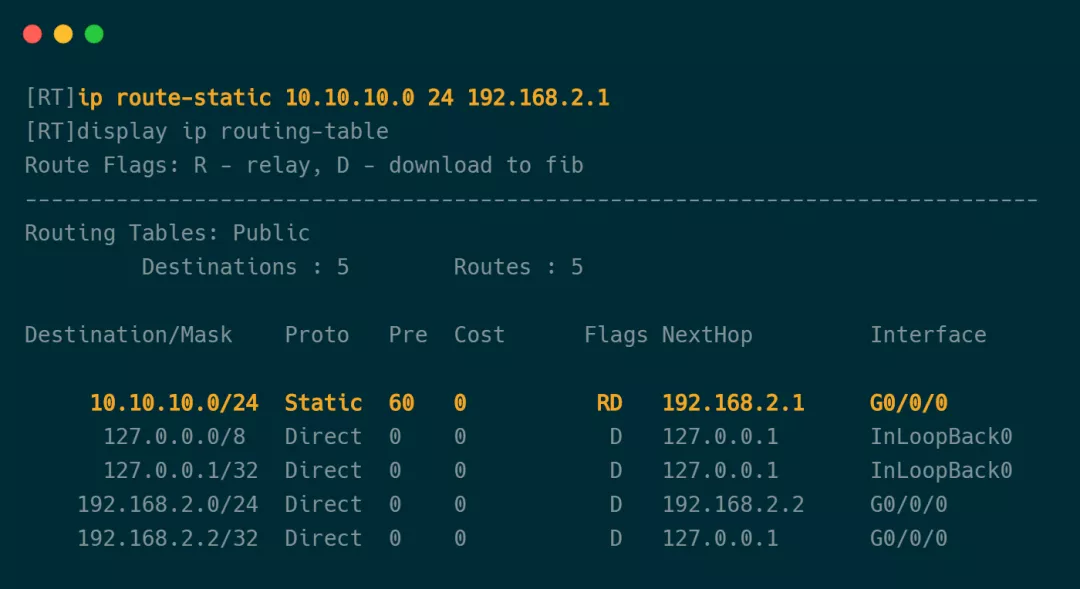 [RT]ip route-static 10.10.10.0 24 192.168.2.1
[RT]display ip routing-table
Route Flags: R - relay, D - download to fib
------------------------------------------------------------------------------
Routing Tables: Public
         Destinations : 5        Routes : 5

Destination/Mask    Proto   Pre  Cost      Flags NextHop         Interface

     10.10.10.0/24  Static  60   0          RD   192.168.2.1     G0/0/0
      127.0.0.0/8   Direct  0    0           D   127.0.0.1       InLoopBack0
      127.0.0.1/32  Direct  0    0           D   127.0.0.1       InLoopBack0
    192.168.2.0/24  Direct  0    0           D   192.168.2.2     G0/0/0
    192.168.2.2/32  Direct  0    0           D   127.0.0.1       G0/0/0